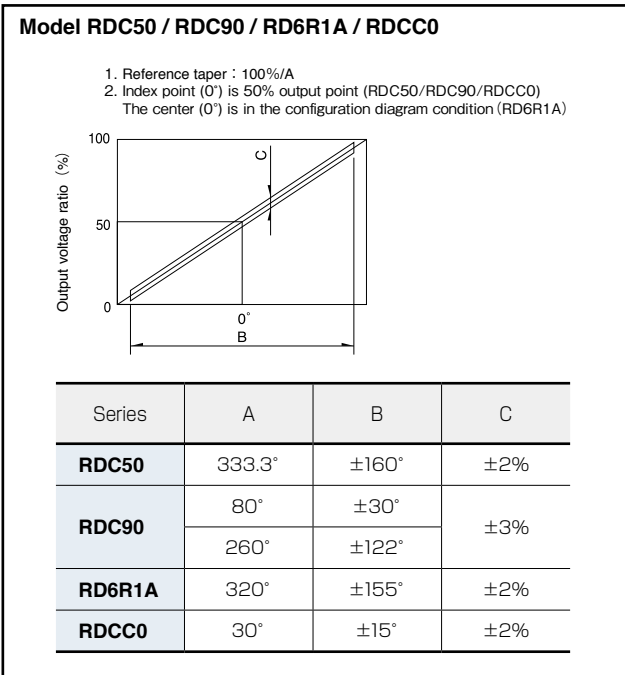 Model RDC50 / RDC90 / RD6R1A / RDCC0
1. Reference taper : 100%/A
2. Index point (0°) is 50% output point (RDC50/RDC90/RDCC0)
The center (0°) is in the configuration diagram condition (RD6R1A)
Output voltage ratio (%)
100
50
0
C
0°
B
Series A B C
RDC50 333.3° ±160° ±2%
RDC90 80° ±30° ±3%
260° ±122°
RD6R1A 320° ±155° ±2%
RDCC0 30° ±15° ±2%